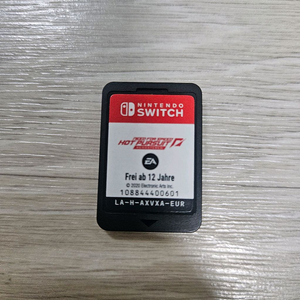 NINTENDO
SWITCH
HOT PURSUIT
EA
Frei ab 12 Jahre
© 2020 Electronic Arts Inc.
108844400601
LA-H-AXVXA-EUR